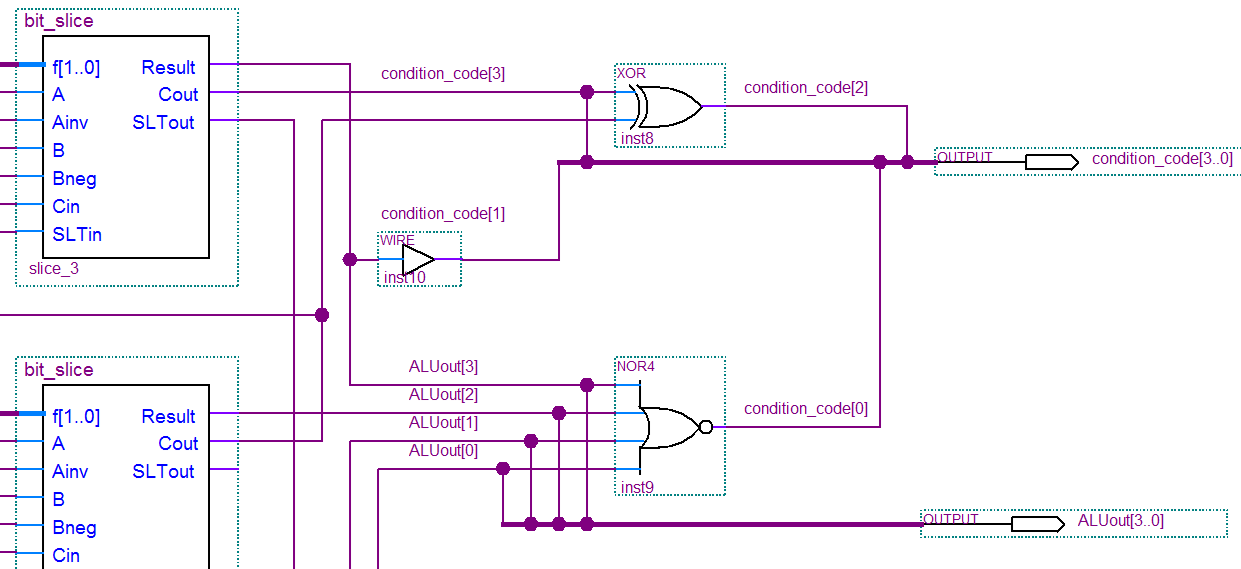 bit_slice
f[1..0] Result
A Cout
Ainv SLTout
B
Bneg
Cin
SLTin
slice_3
condition_code[3]
XOR
inst8
condition_code[2]
OUTPUT
condition_code[3..0]
condition_code[1]
WIRE
inst10
bit_slice
f[1..0] Result
A Cout
Ainv SLTout
B
Bneg
Cin
ALUout[3]
ALUout[2]
ALUout[1]
ALUout[0]
NOR4
inst9
condition_code[0]
OUTPUT
ALUout[3..0]